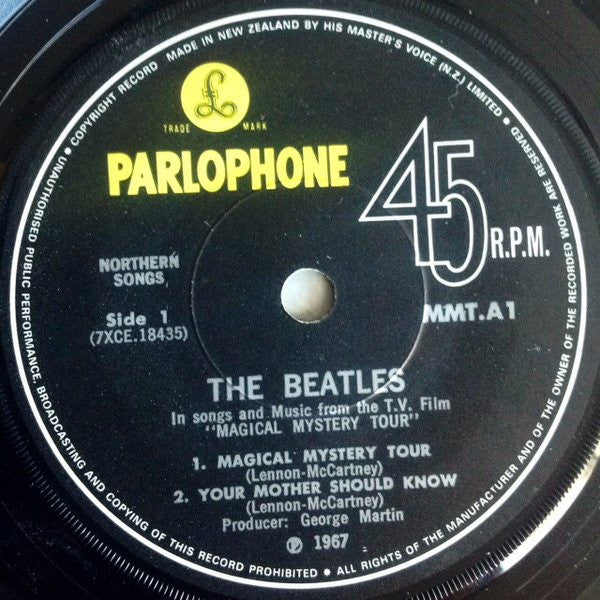 UNAUTHORISED PUBLIC PERFORMANCE, BROADCASTING AND COPYING OF THIS RECORD PROHIBITED • ALL RIGHTS OF THE MANUFACTURER AND OF THE OWNER OF THE RECORDED WORK ARE RESERVED
• COPYRIGHT RECORD MADE IN NEW ZEALAND BY HIS MASTER'S VOICE (N.Z.) LIMITED •
£
TRADE MARK
PARLOPHONE
45 R.P.M.
NORTHERN
SONGS
Side 1
(7XCE.18435)
MMT.A1
THE BEATLES
In songs and Music from the T.V. Film
"MAGICAL MYSTERY TOUR"
1. MAGICAL MYSTERY TOUR
(Lennon-McCartney)
2. YOUR MOTHER SHOULD KNOW
(Lennon-McCartney)
Producer: George Martin
℗ 1967